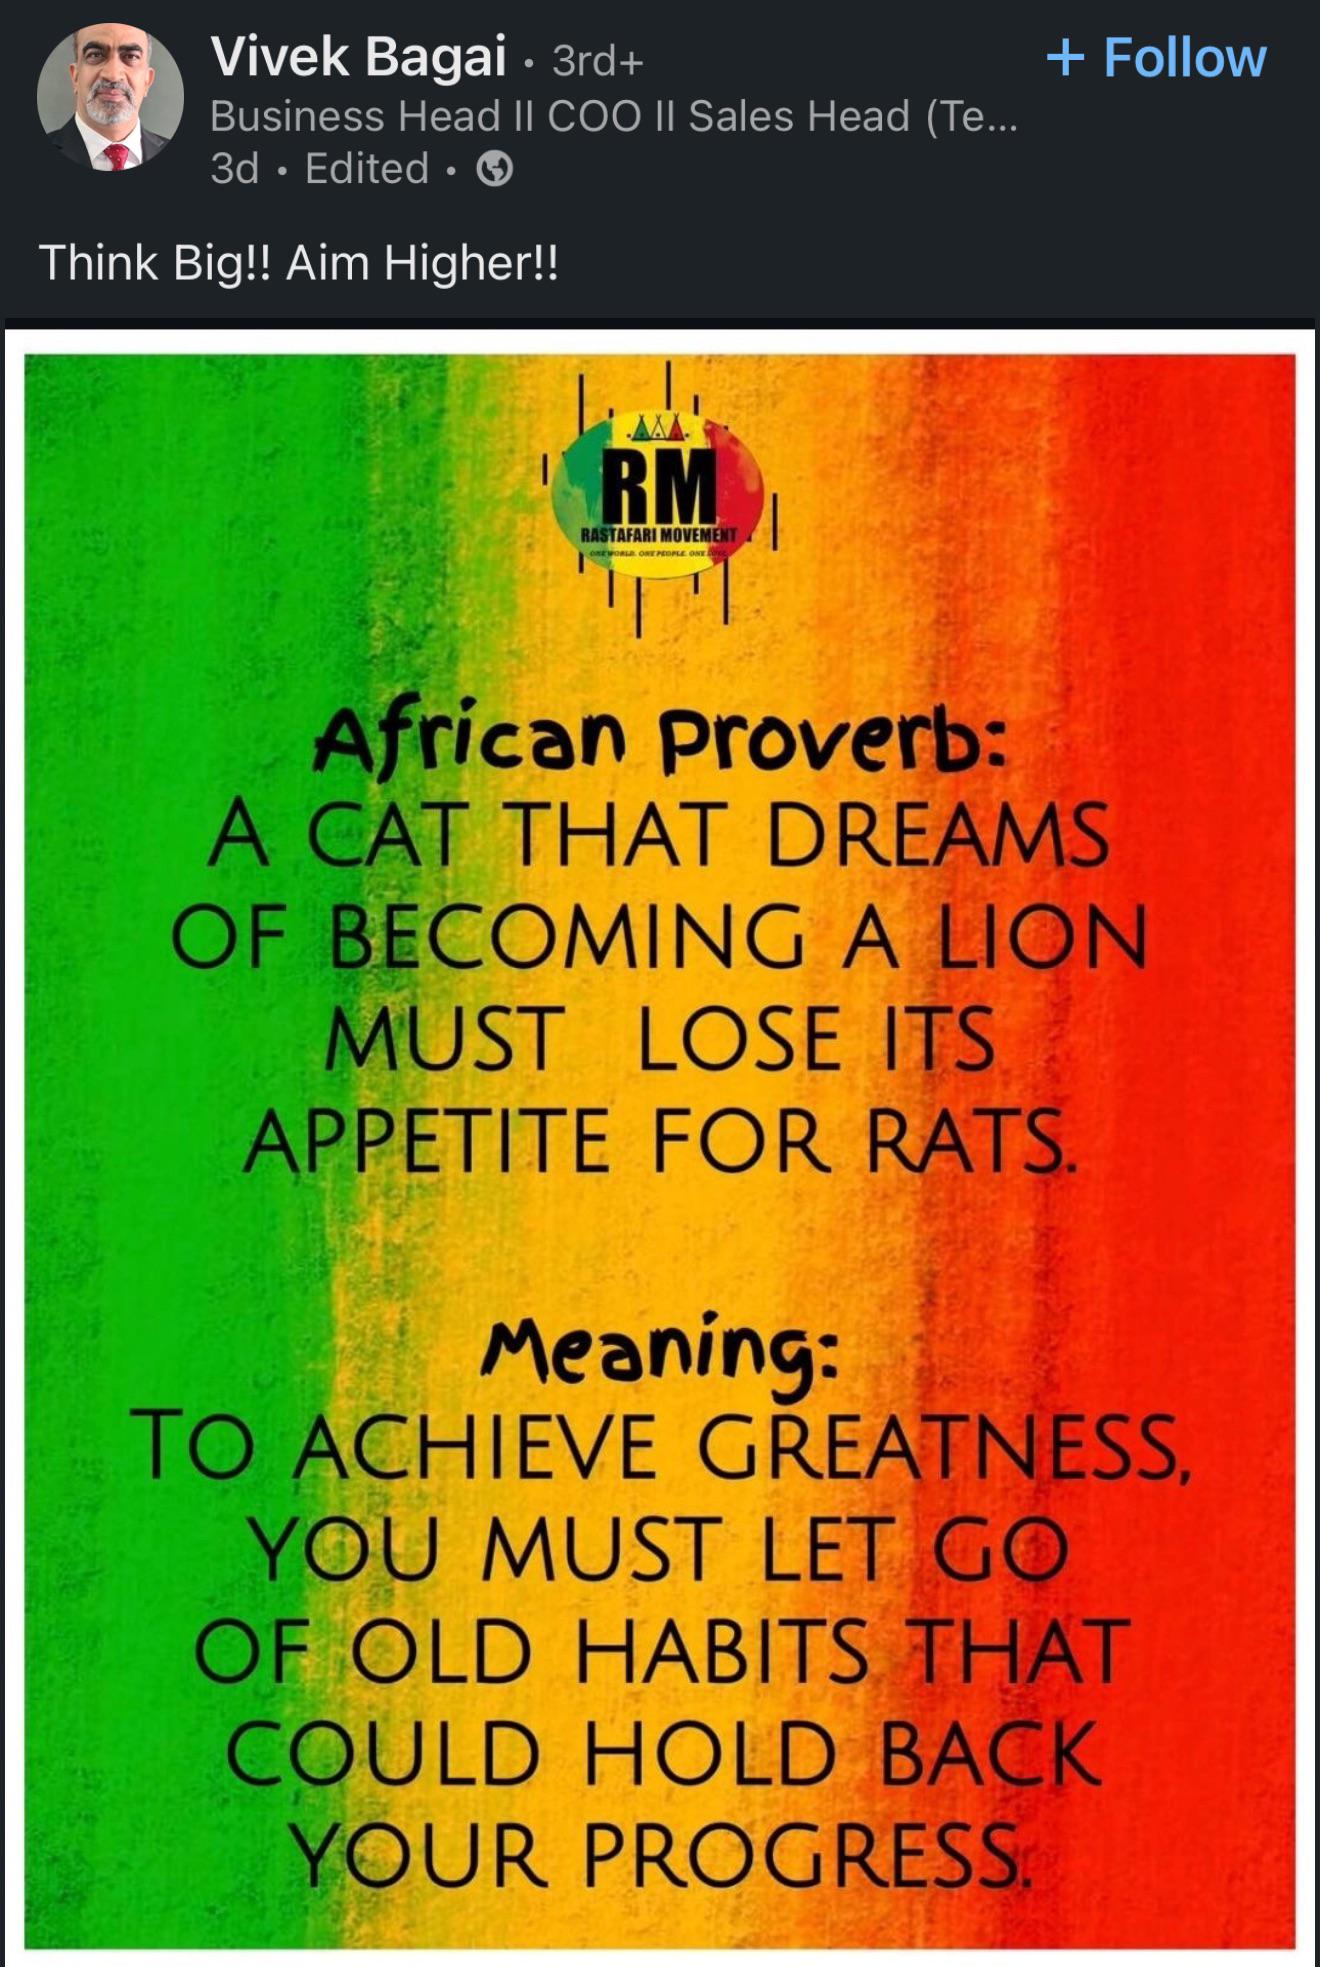 Vivek Bagai • 3rd+
+ Follow
Business Head II COO II Sales Head (Te...
3d • Edited •
Think Big!! Aim Higher!!
RM
RASTAFARI MOVEMENT
ONE WORLD. ONE PEOPLE. ONE LOVE.
African Proverb:
A CAT THAT DREAMS
OF BECOMING A LION
MUST LOSE ITS
APPETITE FOR RATS.
Meaning:
TO ACHIEVE GREATNESS,
YOU MUST LET GO
OF OLD HABITS THAT
COULD HOLD BACK
YOUR PROGRESS.